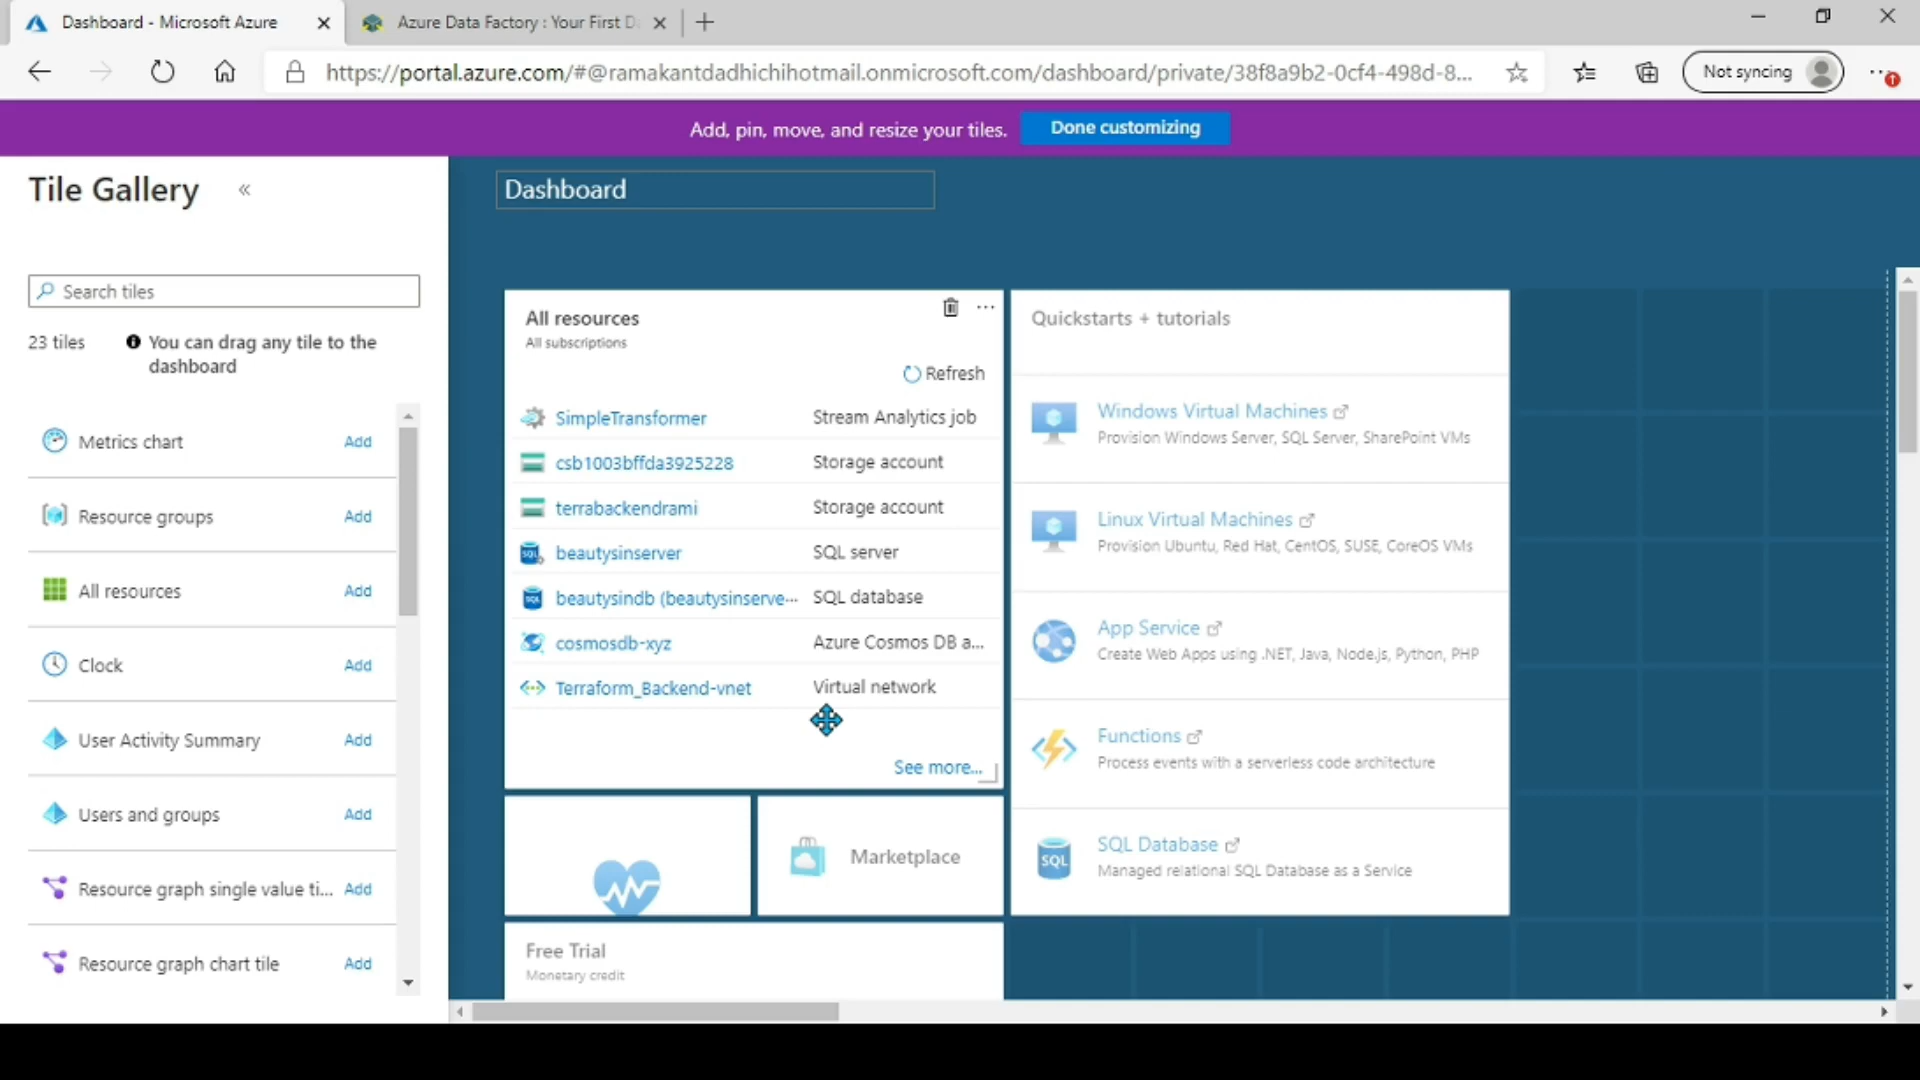 Dashboard - Microsoft Azure
Azure Data Factory : Your First D
https://portal.azure.com/#@ramakantdadhichihotmail.onmicrosoft.com/dashboard/private/38f8a9b2-0cf4-498d-8...
Not syncing
Add, pin, move, and resize your tiles.
Done customizing
Tile Gallery
«
Search tiles
23 tiles
You can drag any tile to the
dashboard
Metrics chart
Add
Resource groups
Add
All resources
Add
Clock
Add
User Activity Summary
Add
Users and groups
Add
Resource graph single value ti...
Add
Resource graph chart tile
Add
Dashboard
All resources
All subscriptions
Refresh
SimpleTransformer Stream Analytics job
csb1003bffda3925228 Storage account
terrabackendrami Storage account
beautysinserver SQL server
beautysindb (beautysinserve... SQL database
cosmosdb-xyz Azure Cosmos DB a...
Terraform_Backend-vnet Virtual network
See more...
Marketplace
Free Trial
Monetary credit
Quickstarts + tutorials
Windows Virtual Machines
Provision Windows Server, SQL Server, SharePoint VMs
Linux Virtual Machines
Provision Ubuntu, Red Hat, CentOS, SUSE, CoreOS VMs
App Service
Create Web Apps using .NET, Java, Node.js, Python, PHP
Functions
Process events with a serverless code architecture
SQL
SQL Database
Managed relational SQL Database as a Service